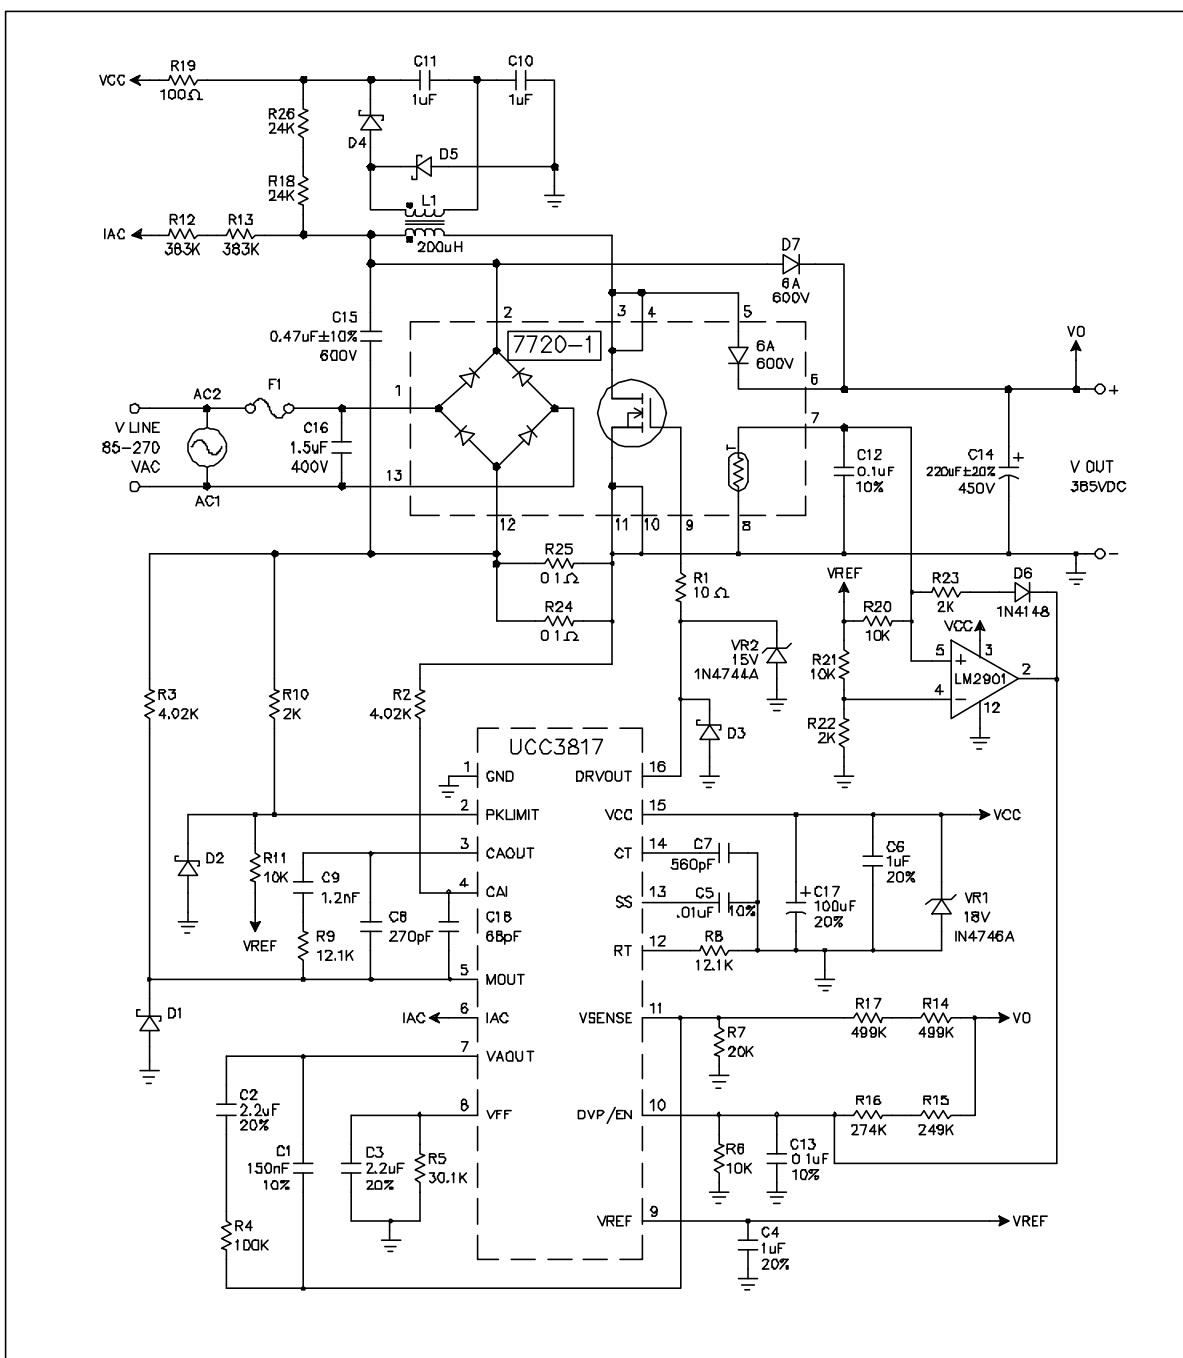 R19
VCC
100Ω
C11
1uF
C10
1uF
R26
24K
D4
D5
R18
24K
L1
200uH
R12
383K
R13
383K
IAC
D7
6A
600V
C15
0.47uF±10%
600V
2
3
4
5
7720-1
6A
600V
VO
6
+
AC2
F1
1
7
V LINE
85-270
VAC
C16
1.5uF
400V
T
C12
0.1uF
10%
C14
+
220uF±20%
450V
V OUT
385VDC
13
AC1
12
11
10
9
8
-
R25
0.1Ω
R24
0.1Ω
R1
10Ω
VREF
R23
2K
D6
1N4148
R20
10K
VCC
3
VR2
15V
1N4744A
R21
10K
5
+
LM2901
2
4
-
12
R22
2K
R3
4.02K
R10
2K
R2
4.02K
D3
UCC3817
1
GND
DRVOUT
16
2
PKLIMIT
VCC
15
VCC
D2
R11
10K
VREF
3
CAOUT
CT
14
C7
560pF
C6
1uF
20%
C9
1.2nF
4
CAI
SS
13
C5
.01uF
10%
+
C17
100uF
20%
VR1
18V
IN4746A
C8
270pF
C18
68pF
R9
12.1K
RT
12
R8
12.1K
5
MOUT
D1
IAC
6
IAC
VSENSE
11
R17
499K
R14
499K
VO
R7
20K
7
VAOUT
C2
2.2uF
20%
8
VFF
OVP/EN
10
R16
274K
R15
249K
C1
150nF
10%
C3
2.2uF
20%
R5
30.1K
R6
10K
C13
0.1uF
10%
R4
100K
VREF
9
VREF
C4
1uF
20%